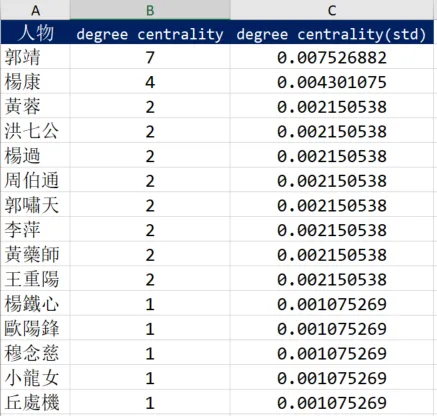 A B C
人物 degree centrality degree centrality(std)
郭靖 7 0.007526882
楊康 4 0.004301075
黃蓉 2 0.002150538
洪七公 2 0.002150538
楊過 2 0.002150538
周伯通 2 0.002150538
郭嘯天 2 0.002150538
李萍 2 0.002150538
黃藥師 2 0.002150538
王重陽 2 0.002150538
楊鐵心 1 0.001075269
歐陽鋒 1 0.001075269
穆念慈 1 0.001075269
小龍女 1 0.001075269
丘處機 1 0.001075269